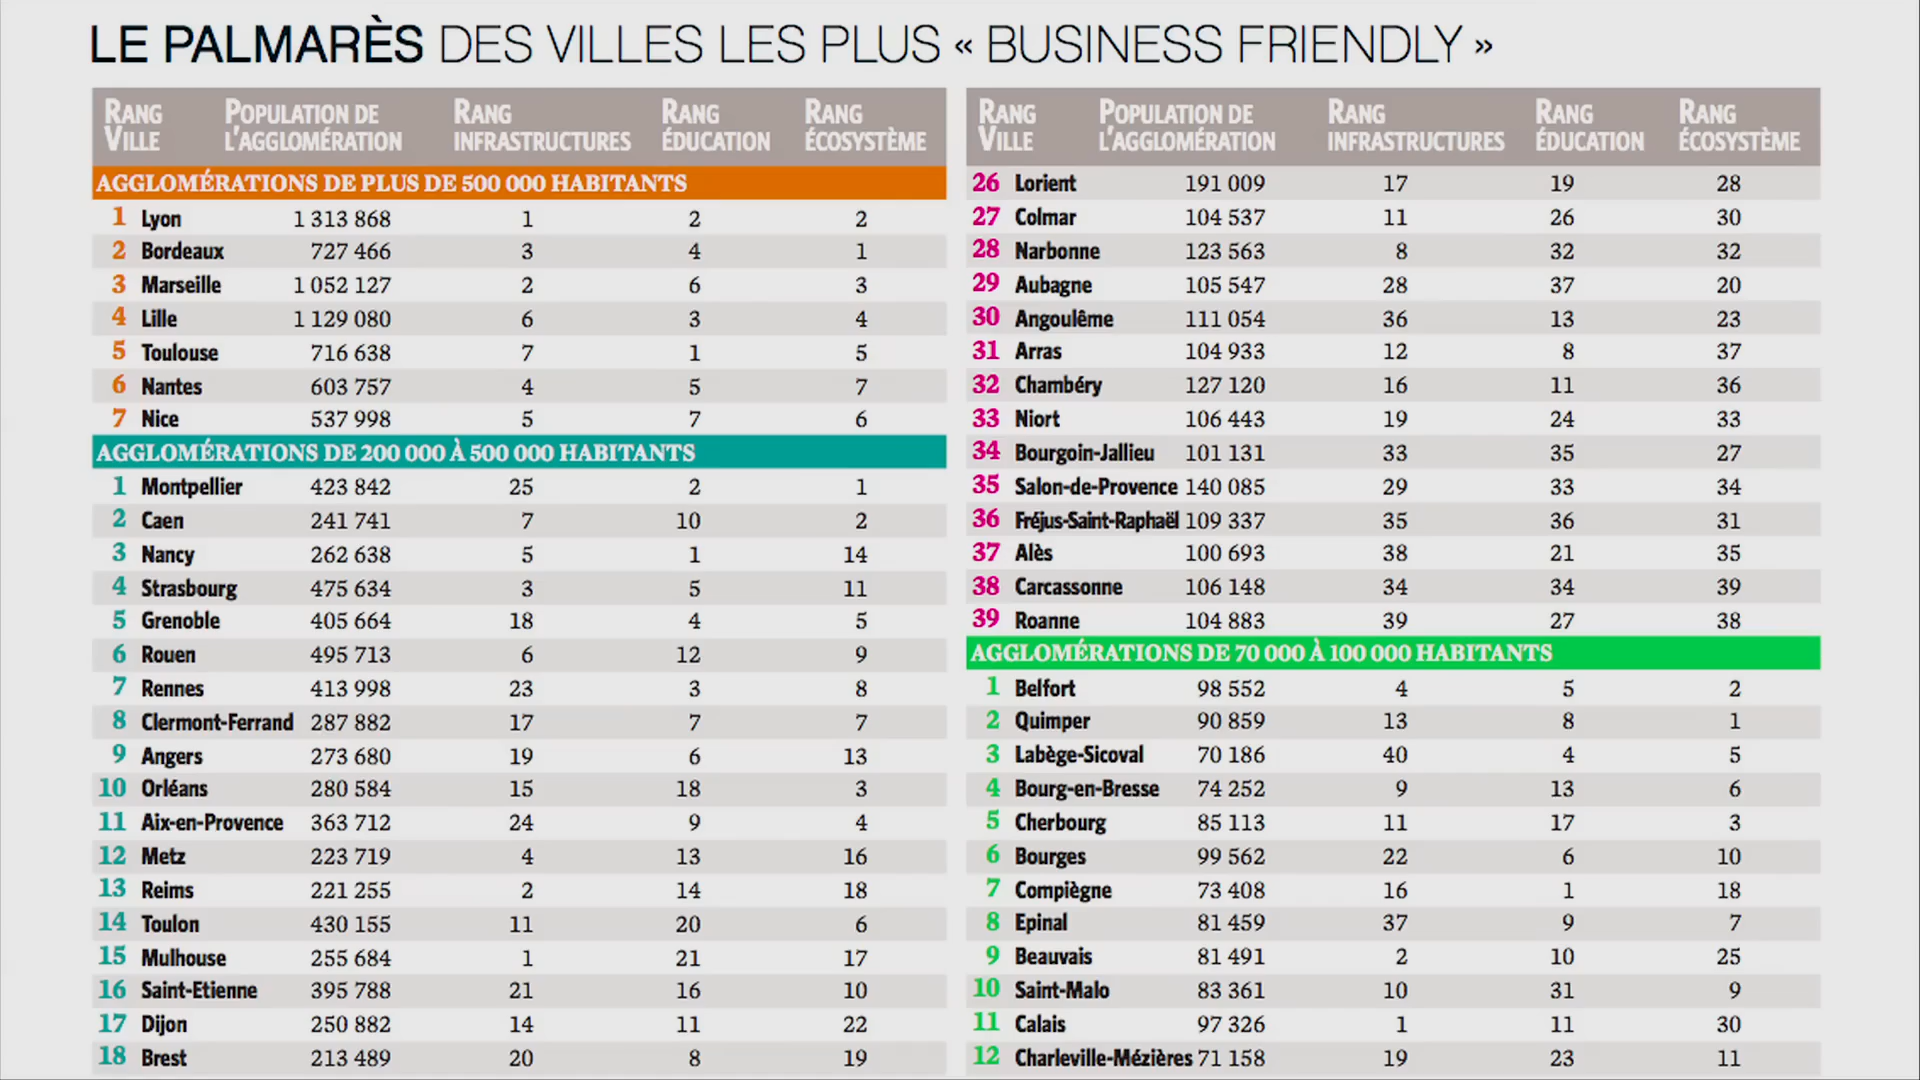 LE PALMARÈS DES VILLES LES PLUS « BUSINESS FRIENDLY »
RANG VILLE POPULATION DE L'AGGLOMÉRATION RANG INFRASTRUCTURES RANG ÉDUCATION RANG ÉCOSYSTÈME
AGGLOMÉRATIONS DE PLUS DE 500 000 HABITANTS
1 Lyon 1 313 868 1 2 2
2 Bordeaux 727 466 3 4 1
3 Marseille 1 052 127 2 6 3
4 Lille 1 129 080 6 3 4
5 Toulouse 716 638 7 1 5
6 Nantes 603 757 4 5 7
7 Nice 537 998 5 7 6
AGGLOMÉRATIONS DE 200 000 À 500 000 HABITANTS
1 Montpellier 423 842 25 2 1
2 Caen 241 741 7 10 2
3 Nancy 262 638 5 1 14
4 Strasbourg 475 634 3 5 11
5 Grenoble 405 664 18 4 5
6 Rouen 495 713 6 12 9
7 Rennes 413 998 23 3 8
8 Clermont-Ferrand 287 882 17 7 7
9 Angers 273 680 19 6 13
10 Orléans 280 584 15 18 3
11 Aix-en-Provence 363 712 24 9 4
12 Metz 223 719 4 13 16
13 Reims 221 255 2 14 18
14 Toulon 430 155 11 20 6
15 Mulhouse 255 684 1 21 17
16 Saint-Etienne 395 788 21 16 10
17 Dijon 250 882 14 11 22
18 Brest 213 489 20 8 19
RANG VILLE POPULATION DE L'AGGLOMÉRATION RANG INFRASTRUCTURES RANG ÉDUCATION RANG ÉCOSYSTÈME
26 Lorient 191 009 17 19 28
27 Colmar 104 537 11 26 30
28 Narbonne 123 563 8 32 32
29 Aubagne 105 547 28 37 20
30 Angoulême 111 054 36 13 23
31 Arras 104 933 12 8 37
32 Chambéry 127 120 16 11 36
33 Niort 106 443 19 24 33
34 Bourgoin-Jallieu 101 131 33 35 27
35 Salon-de-Provence 140 085 29 33 34
36 Fréjus-Saint-Raphaël 109 337 35 36 31
37 Alès 100 693 38 21 35
38 Carcassonne 106 148 34 34 39
39 Roanne 104 883 39 27 38
AGGLOMÉRATIONS DE 70 000 À 100 000 HABITANTS
1 Belfort 98 552 4 5 2
2 Quimper 90 859 13 8 1
3 Labège-Sicoval 70 186 40 4 5
4 Bourg-en-Bresse 74 252 9 13 6
5 Cherbourg 85 113 11 17 3
6 Bourges 99 562 22 6 10
7 Compiègne 73 408 16 1 18
8 Epinal 81 459 37 9 7
9 Beauvais 81 491 2 10 25
10 Saint-Malo 83 361 10 31 9
11 Calais 97 326 1 11 30
12 Charleville-Mézières 71 158 19 23 11